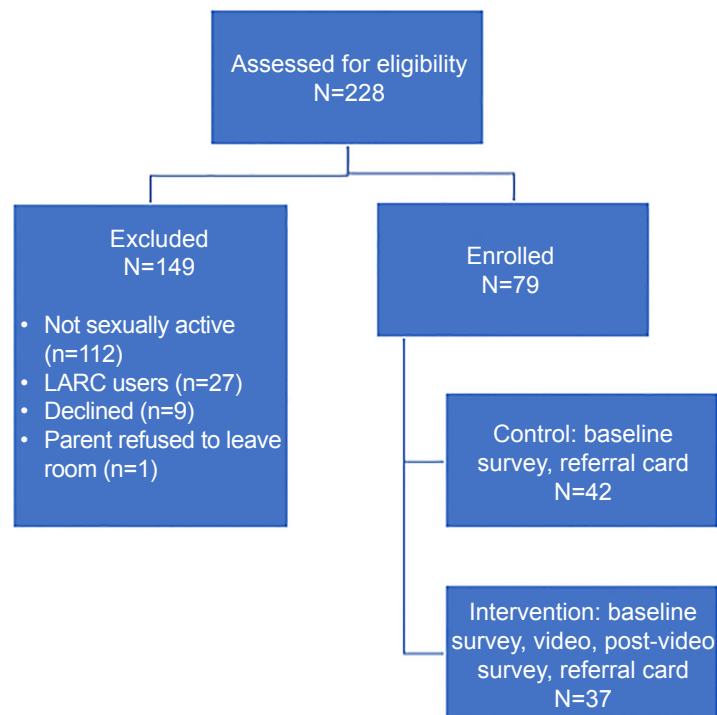 Assessed for eligibility
N=228
Excluded
N=149
• Not sexually active
(n=112)
• LARC users (n=27)
• Declined (n=9)
• Parent refused to leave
room (n=1)
Enrolled
N=79
Control: baseline
survey, referral card
N=42
Intervention: baseline
survey, video, post-video
survey, referral card
N=37